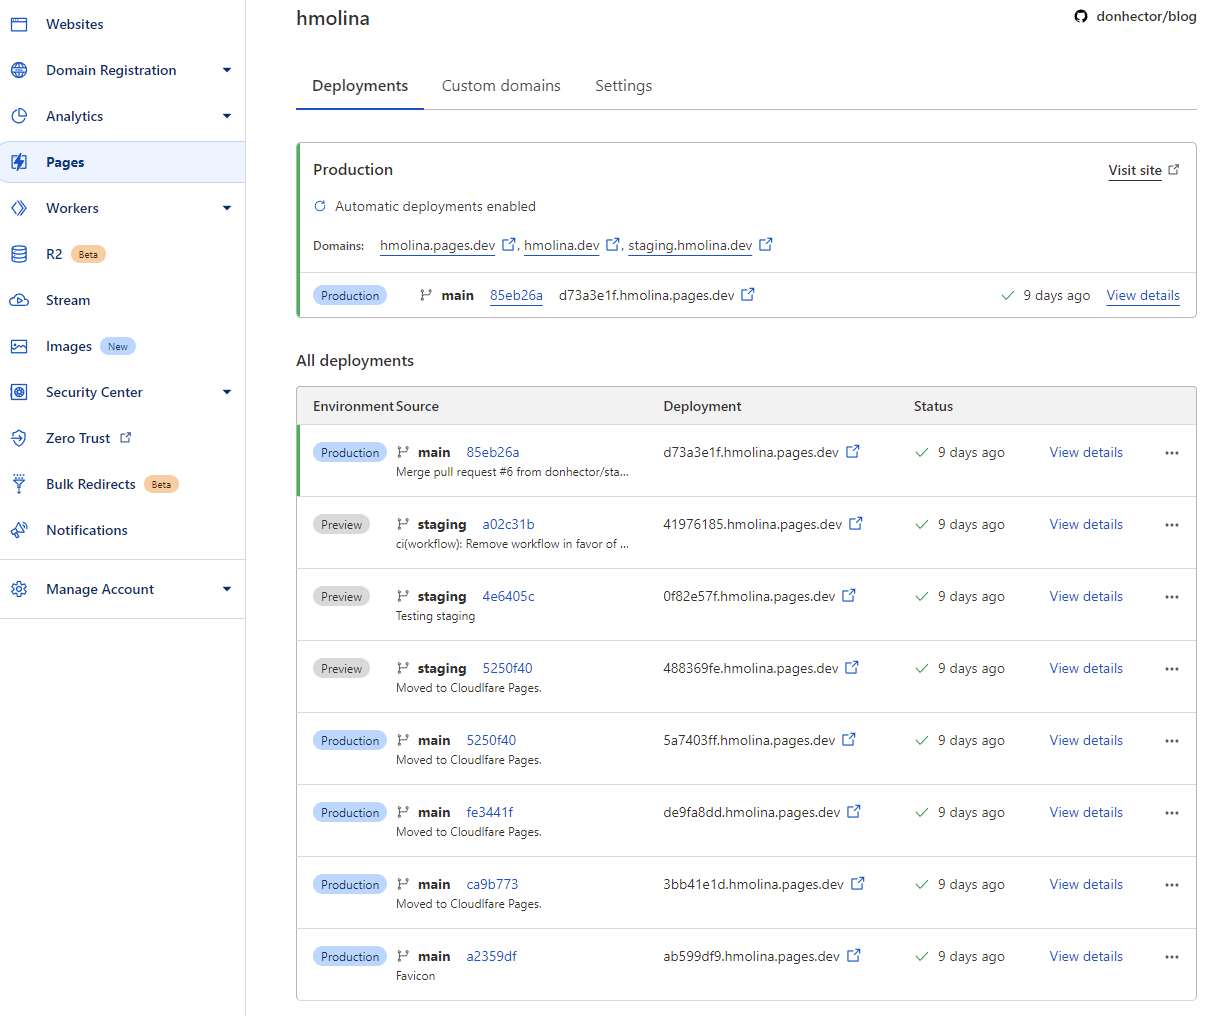 Websites
Domain Registration
Analytics
Pages
Workers
R2 Beta
Stream
Images New
Security Center
Zero Trust
Bulk Redirects Beta
Notifications
Manage Account
hmolina
donhector/blog
Deployments Custom domains Settings
Production
Visit site
Automatic deployments enabled
Domains: hmolina.pages.dev , hmolina.dev , staging.hmolina.dev
Production main 85eb26a d73a3e1f.hmolina.pages.dev 9 days ago View details
All deployments
Environment Source Deployment Status
Production main 85eb26a d73a3e1f.hmolina.pages.dev 9 days ago View details ...
Merge pull request #6 from donhector/sta...
Preview staging a02c31b 41976185.hmolina.pages.dev 9 days ago View details ...
ci(workflow): Remove workflow in favor of ...
Preview staging 4e6405c 0f82e57f.hmolina.pages.dev 9 days ago View details ...
Testing staging
Preview staging 5250f40 488369fe.hmolina.pages.dev 9 days ago View details ...
Moved to Cloudlfare Pages.
Production main 5250f40 5a7403ff.hmolina.pages.dev 9 days ago View details ...
Moved to Cloudlfare Pages.
Production main fe3441f de9fa8dd.hmolina.pages.dev 9 days ago View details ...
Moved to Cloudlfare Pages.
Production main ca9b773 3bb41e1d.hmolina.pages.dev 9 days ago View details ...
Moved to Cloudlfare Pages.
Production main a2359df ab599df9.hmolina.pages.dev 9 days ago View details ...
Favicon